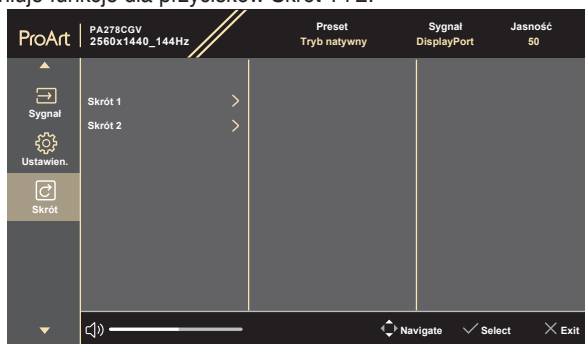 ProArt
PA278CGV
2560x1440_144Hz
Preset
Tryb natywny
Sygnał
DisplayPort
Jasność
50
Sygnał
Ustawien.
Skrót
Skrót 1 >
Skrót 2 >
Navigate
Select
Exit